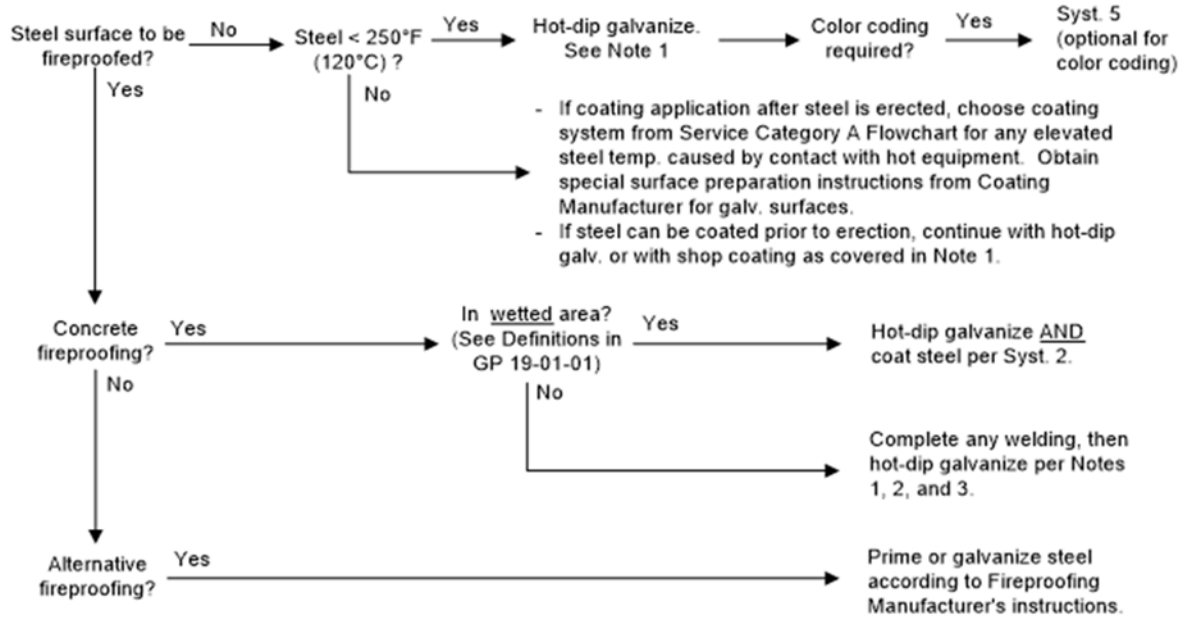 Steel surface to be
fireproofed?
No
Steel < 250°F
(120°C) ?
Yes
Hot-dip galvanize.
See Note 1
Color coding
required?
Yes
Syst. 5
(optional for
color coding)
Yes
No
- If coating application after steel is erected, choose coating
system from Service Category A Flowchart for any elevated
steel temp. caused by contact with hot equipment. Obtain
special surface preparation instructions from Coating
Manufacturer for galv. surfaces.
- If steel can be coated prior to erection, continue with hot-dip
galv. or with shop coating as covered in Note 1.
Concrete
fireproofing?
Yes
In wetted area?
(See Definitions in
GP 19-01-01)
Yes
Hot-dip galvanize AND
coat steel per Syst. 2.
No
No
Complete any welding, then
hot-dip galvanize per Notes
1, 2, and 3.
Alternative
fireproofing?
Yes
Prime or galvanize steel
according to Fireproofing
Manufacturer's instructions.